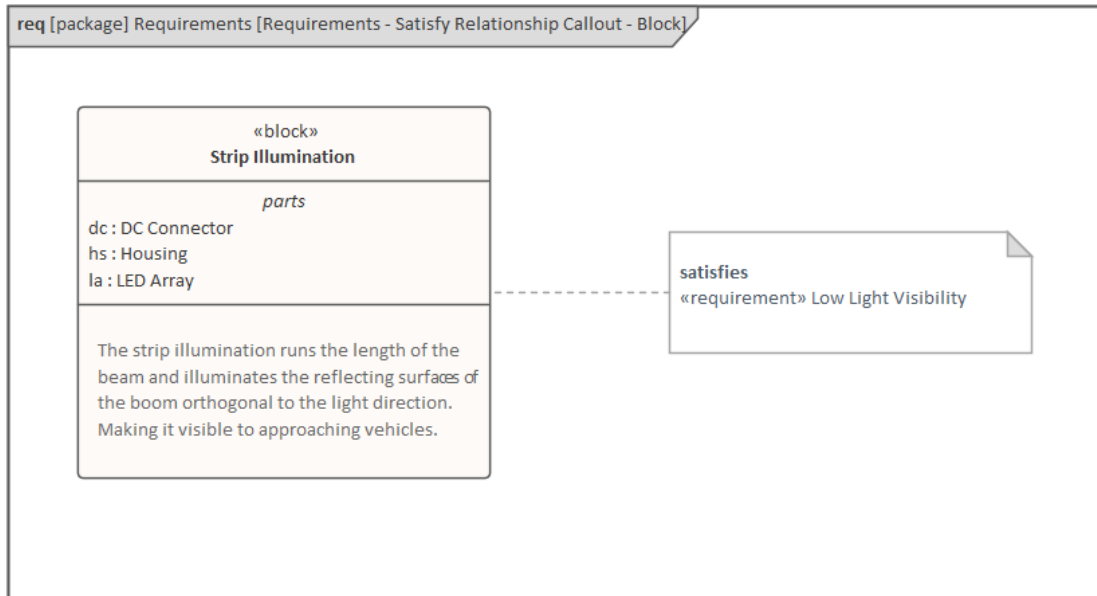 req [package] Requirements [Requirements - Satisfy Relationship Callout - Block]
«block»
Strip Illumination
parts
dc : DC Connector
hs : Housing
la : LED Array
The strip illumination runs the length of the
beam and illuminates the reflecting surfaces of
the boom orthogonal to the light direction.
Making it visible to approaching vehicles.
satisfies
«requirement» Low Light Visibility